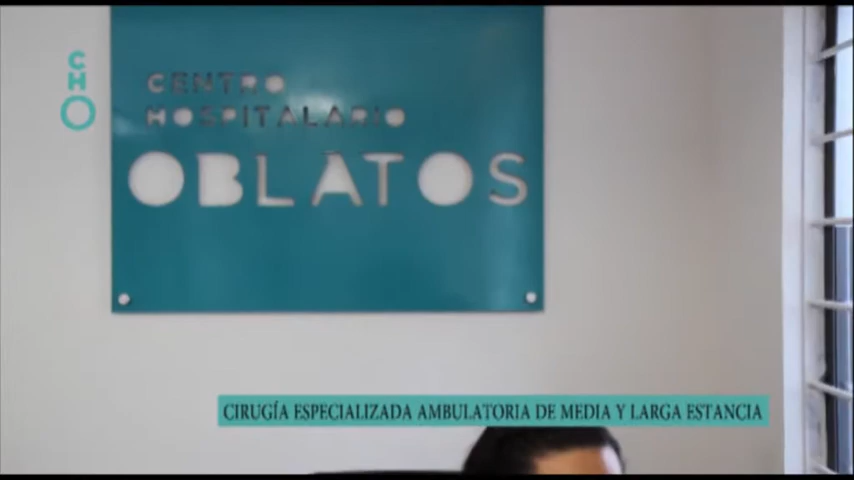 CHO
CENTRO
HOSPITALARIO
OBLATOS
CIRUGÍA ESPECIALIZADA AMBULATORIA DE MEDIA Y LARGA ESTANCIA